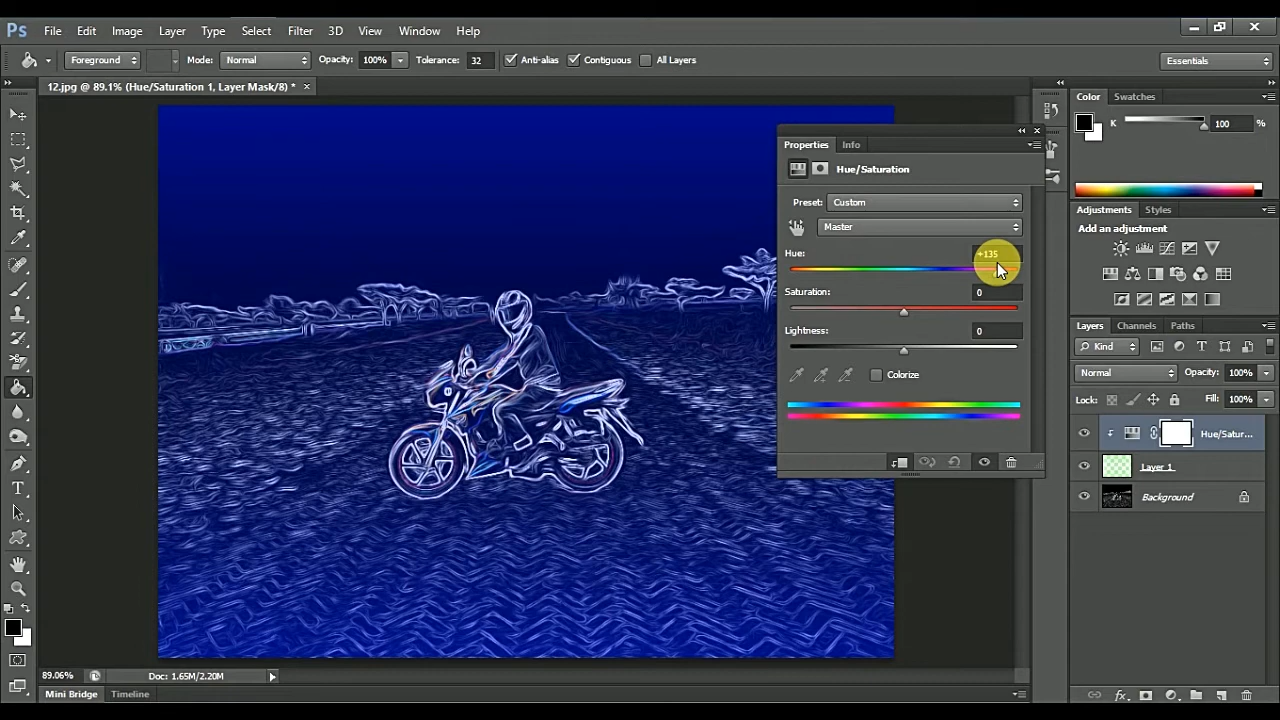 Ps File Edit Image Layer Type Select Filter 3D View Window Help
Foreground Mode: Normal Opacity: 100% Tolerance: 32 Anti-alias Contiguous All Layers Essentials
12.jpg @ 89.1% (Hue/Saturation 1, Layer Mask/8) * ×
Color Swatches
K 100 %
Properties Info
Hue/Saturation
Preset: Custom
Master
Hue: +135
Saturation: 0
Lightness: 0
Colorize
Adjustments Styles
Add an adjustment
Layers Channels Paths
Kind
Normal Opacity: 100%
Lock: Fill: 100%
Hue/Satur...
Layer 1
Background
89.06% Doc: 1.65M/2.20M
Mini Bridge Timeline